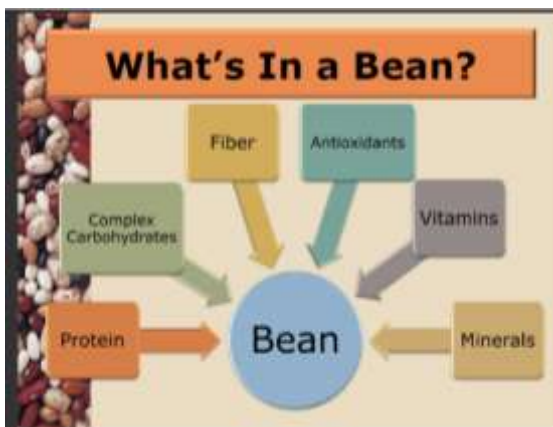 What's In a Bean?
Fiber
Antioxidants
Complex
Carbohydrates
Vitamins
Protein
Bean
Minerals